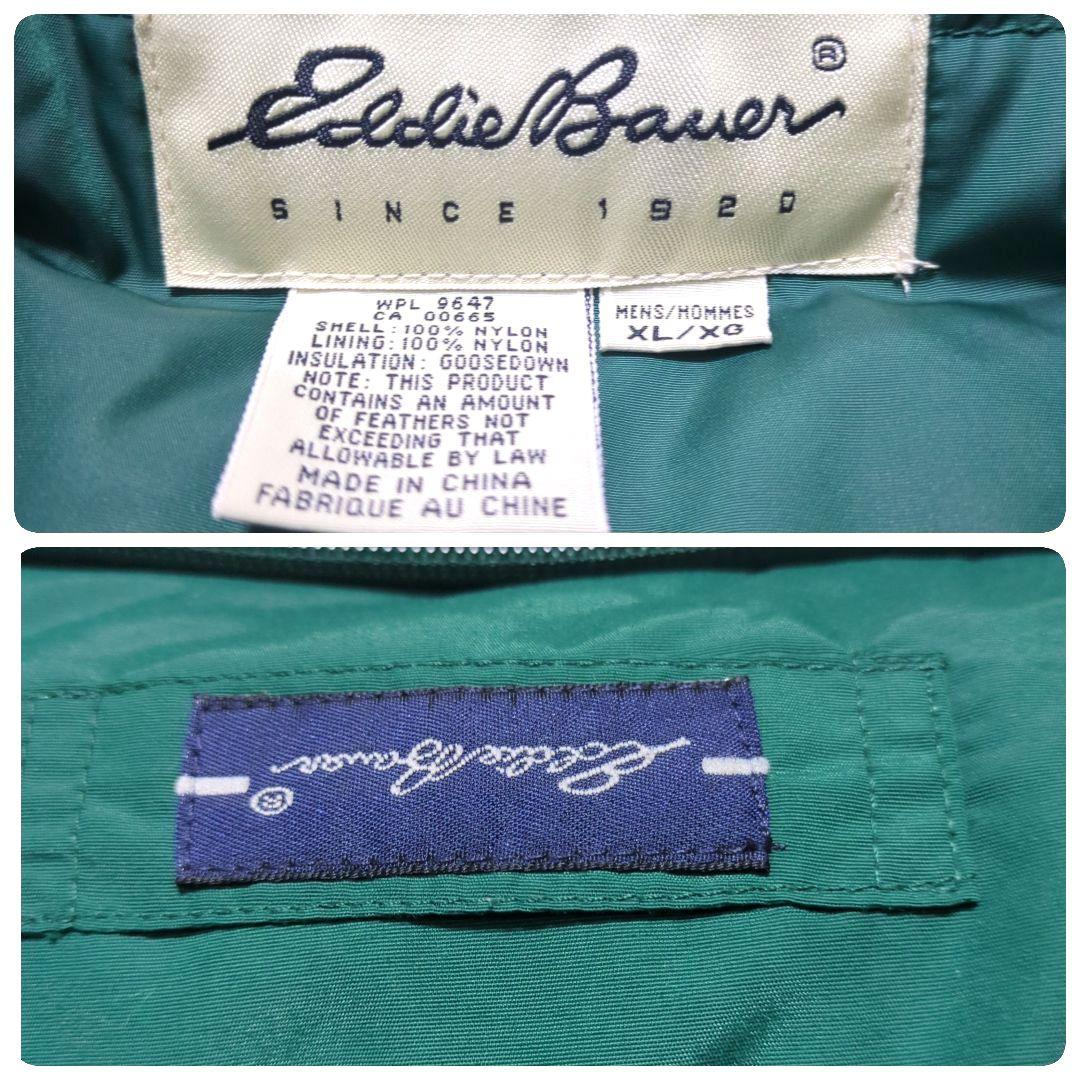 Eddie Bauer ®
SINCE 1920
WPL 9647
CA 00665
SHELL: 100% NYLON
LINING: 100% NYLON
INSULATION: GOOSEDOWN
NOTE: THIS PRODUCT
CONTAINS AN AMOUNT
OF FEATHERS NOT
EXCEEDING THAT
ALLOWABLE BY LAW
MADE IN CHINA
FABRIQUE AU CHINE
MENS/HOMMES
XL/XG
Eddie Bauer ®